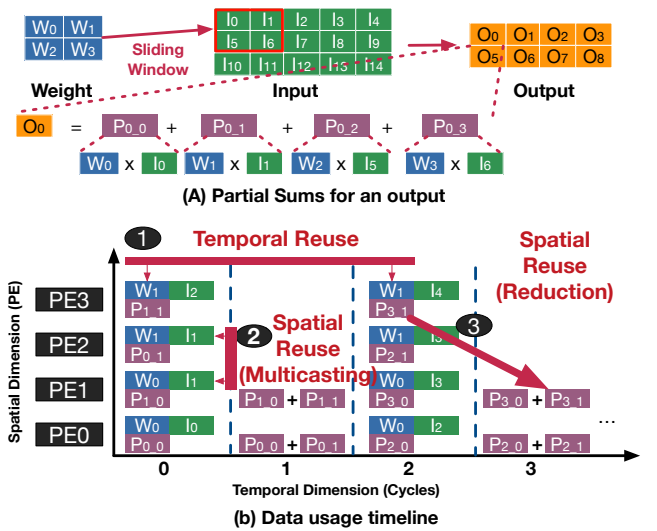 W0 W1 I0 I1 I2 I3 I4 O0 O1 O2 O3
W2 W3 I5 I6 I7 I8 I9 O5 O6 O7 O8
Sliding
Window
I10 I11 I12 I13 I14
Weight Input Output
O0 = P0_0 + P0_1 + P0_2 + P0_3
W0 x I0 W1 x I1 W2 x I5 W3 x I6
(A) Partial Sums for an output
1 Temporal Reuse
Spatial
Reuse
(Reduction)
Spatial Dimension (PE)
PE3 W1 I2 W1 I4
P1_1 P3_1
3
PE2 W1 I1 W1 I3
P0_1 P2_1
2 Spatial
Reuse
(Multicasting)
PE1 W0 I1 W0 I3
P1_0 P1_0 + P1_1 P3_0 P3_0 + P3_1
...
PE0 W0 I0 W0 I2
P0_0 P0_0 + P0_1 P2_0 P2_0 + P2_1
0 1 2 3
Temporal Dimension (Cycles)
(b) Data usage timeline